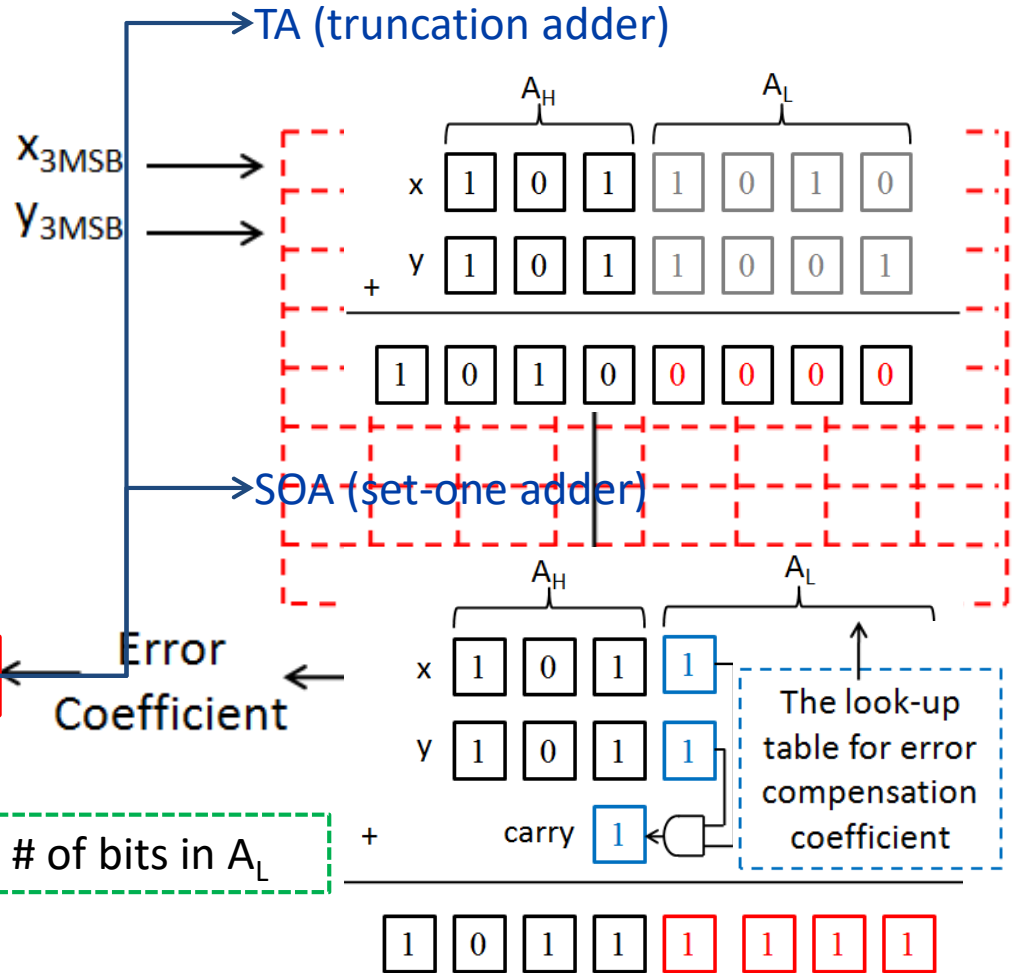 TA (truncation adder)
A_H A_L
x_3MSB
x 1 0 1 1 0 1 0
y_3MSB
y 1 0 1 1 0 0 1
+
1 0 1 0 0 0 0 0
SOA (set-one adder)
A_H A_L
x 1 0 1 1
Error
Coefficient
y 1 0 1 1
The look-up
table for error
compensation
coefficient
+ carry 1
# of bits in A_L
1 0 1 1 1 1 1 1